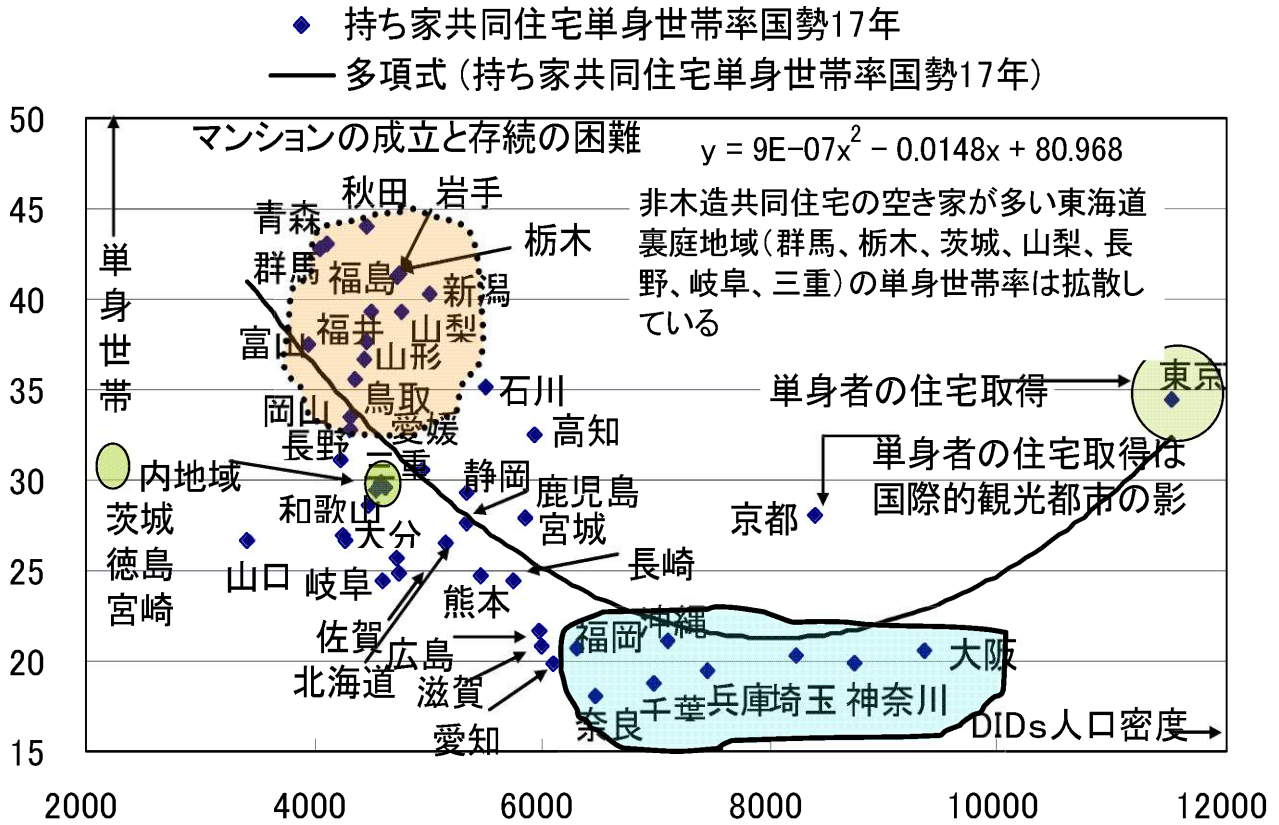 持ち家共同住宅単身世帯率国勢17年
多項式（持ち家共同住宅単身世帯率国勢17年）
50
マンションの成立と存続の困難
y = 9E-07x² − 0.0148x + 80.968
45
秋田
岩手
青森
栃木
非木造共同住宅の空き家が多い東海道
裏庭地域（群馬、栃木、茨城、山梨、長
野、岐阜、三重）の単身世帯率は拡散し
ている
単身世帯
群馬
福島
新潟
40
福井
山梨
富山
山形
35
鳥取
石川
単身者の住宅取得
東京
岡山
愛媛
高知
長野
三重
30
内地域
茨城
徳島
宮崎
静岡
鹿児島
宮城
単身者の住宅取得は
国際的観光都市の影
京都
和歌山
大分
25
山口
岐阜
長崎
熊本
佐賀
北海道
広島
滋賀
愛知
20
福岡
沖縄
大阪
奈良
千葉
兵庫
埼玉
神奈川
DIDs人口密度
15
2000
4000
6000
8000
10000
12000